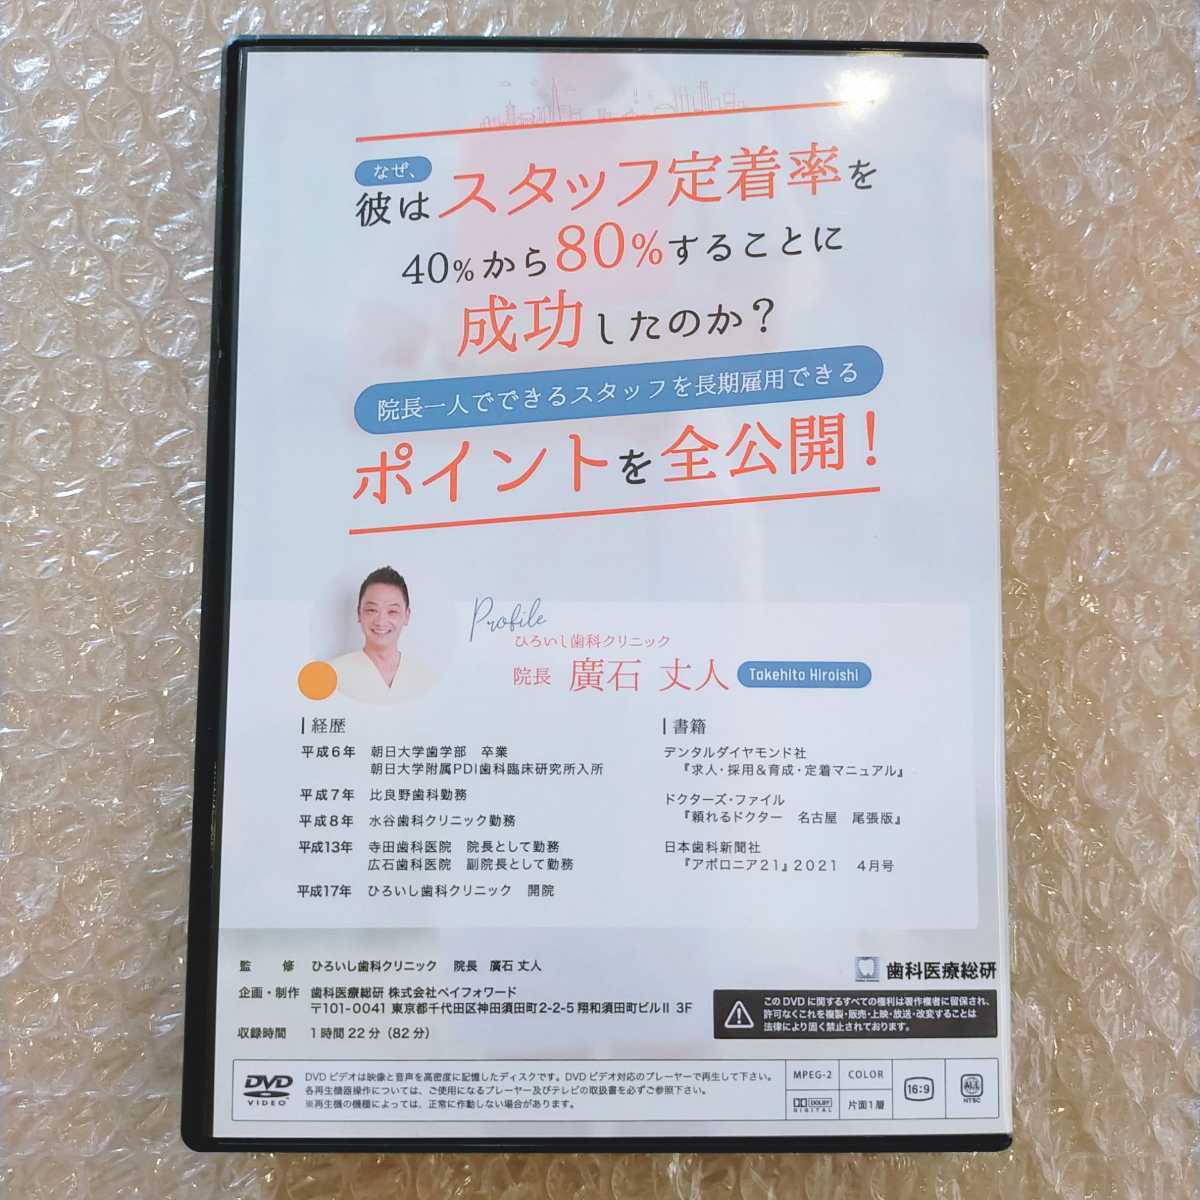 なぜ、
彼はスタッフ定着率を
40%から80%することに
成功したのか？
院長一人でできるスタッフを長期雇用できる
ポイントを全公開！
Profile
ひろいし歯科クリニック
院長 廣石 丈人 Takehito Hiroishi
経歴
平成6年 朝日大学歯学部 卒業
朝日大学附属PDI歯科臨床研究所入所
平成7年 比良野歯科勤務
平成8年 水谷歯科クリニック勤務
平成13年 寺田歯科医院 院長として勤務
広石歯科医院 副院長として勤務
平成17年 ひろいし歯科クリニック 開院
書籍
デンタルダイヤモンド社
『求人・採用＆育成・定着マニュアル』
ドクターズ・ファイル
『頼れるドクター 名古屋 尾張版』
日本歯科新聞社
『アポロニア21』2021 4月号
監修 ひろいし歯科クリニック 院長 廣石 丈人
企画・制作 歯科医療総研 株式会社ベイフォワード
〒101-0041 東京都千代田区神田須田町2-2-5 翔和須田町ビルII 3F
収録時間 1時間22分（82分）
歯科医療総研
このDVDに関するすべての権利は著作権者に留保され、
許可なくこれを複製・販売・上映・放送・改変することは
法律により固く禁止されております。
DVD VIDEO
DVDビデオは映像と音声を高密度に記憶したディスクです。DVDビデオ対応のプレーヤーで再生して下さい。
各再生機器操作については、ご使用になるプレーヤー及びテレビの取扱書を必ずご参照下さい。
※再生機の機種によっては、正常に作動しない場合があります。
MPEG-2
COLOR
DOLBY DIGITAL
片面1層
16:9
ALL
NTSC